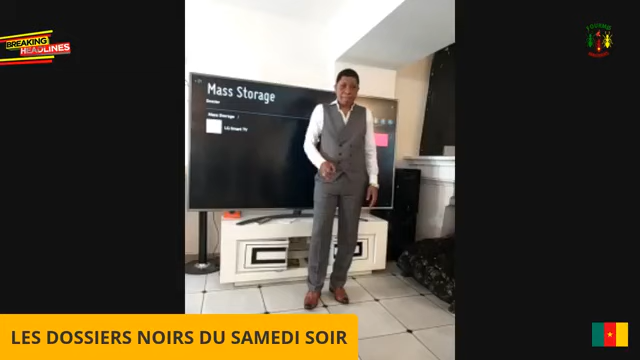 BREAKING
HEADLINES
Mass Storage
Mass Storage
LG Smart TV
LES DOSSIERS NOIRS DU SAMEDI SOIR